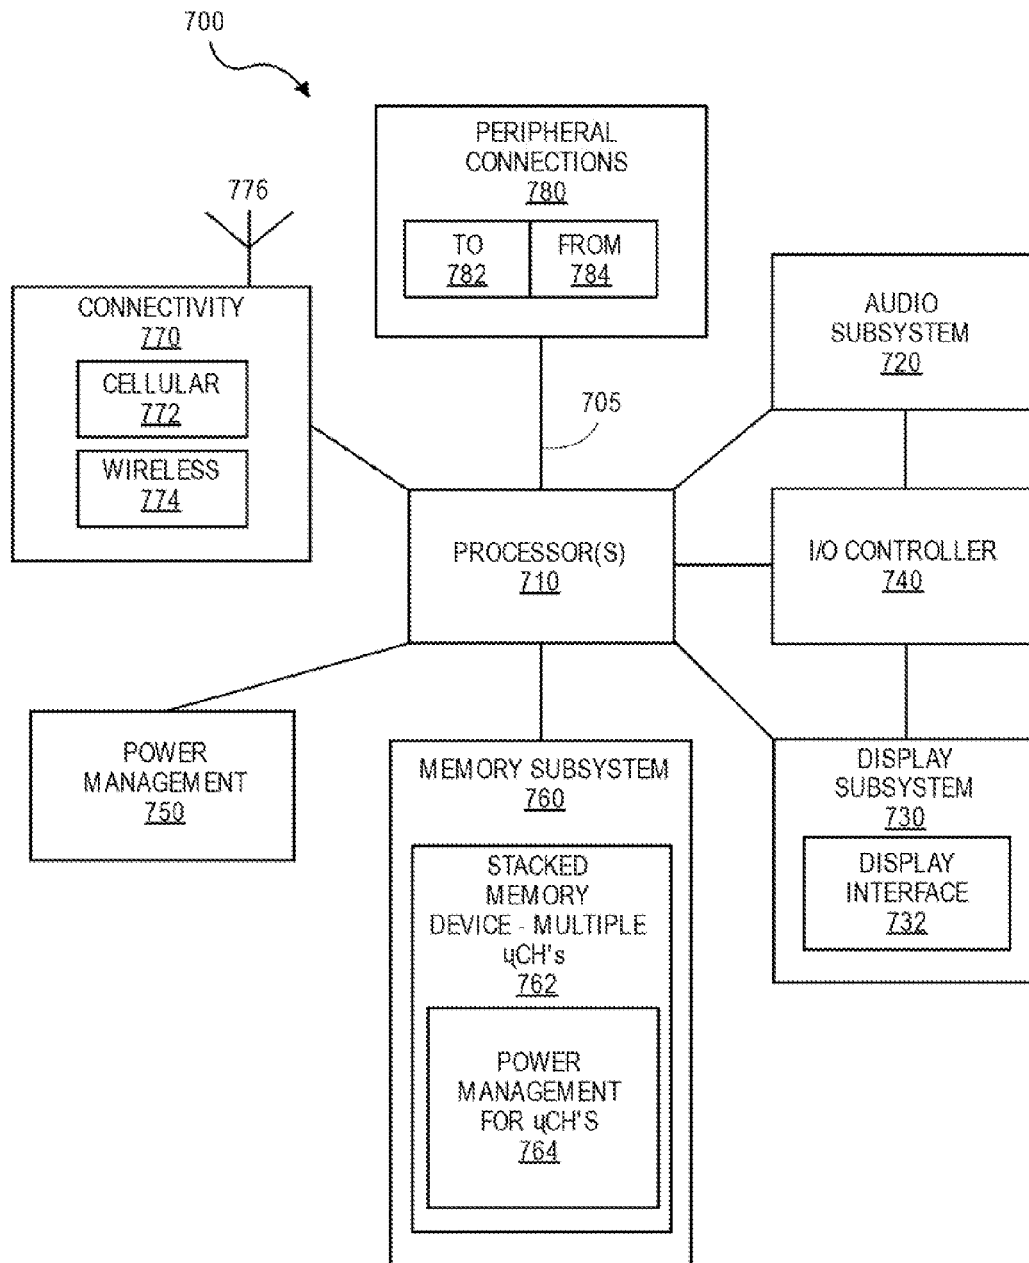 700
PERIPHERAL
CONNECTIONS
780
TO
782
FROM
784
776
CONNECTIVITY
770
CELLULAR
772
WIRELESS
774
AUDIO
SUBSYSTEM
720
705
PROCESSOR(S)
710
I/O CONTROLLER
740
POWER
MANAGEMENT
750
MEMORY SUBSYSTEM
760
STACKED
MEMORY
DEVICE - MULTIPLE
ɥCH's
762
POWER
MANAGEMENT
FOR ɥCH'S
764
DISPLAY
SUBSYSTEM
730
DISPLAY
INTERFACE
732